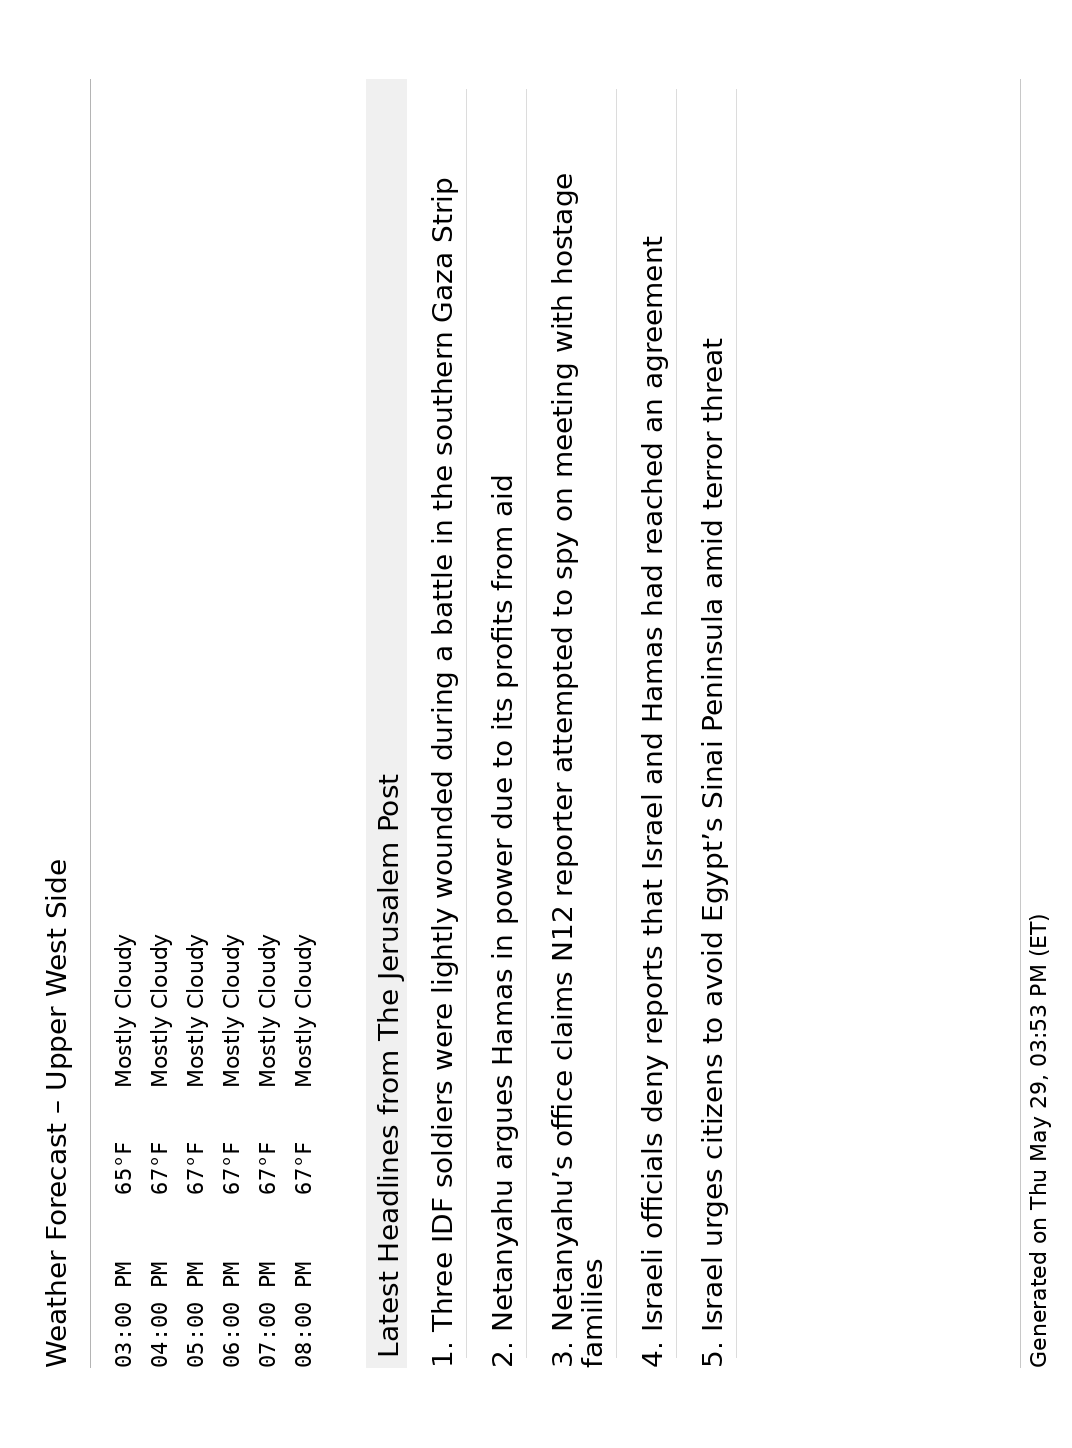 Weather Forecast – Upper West Side
03:00 PM 65°F Mostly Cloudy
04:00 PM 67°F Mostly Cloudy
05:00 PM 67°F Mostly Cloudy
06:00 PM 67°F Mostly Cloudy
07:00 PM 67°F Mostly Cloudy
08:00 PM 67°F Mostly Cloudy
Latest Headlines from The Jerusalem Post
1. Three IDF soldiers were lightly wounded during a battle in the southern Gaza Strip
2. Netanyahu argues Hamas in power due to its profits from aid
3. Netanyahu’s office claims N12 reporter attempted to spy on meeting with hostage
families
4. Israeli officials deny reports that Israel and Hamas had reached an agreement
5. Israel urges citizens to avoid Egypt’s Sinai Peninsula amid terror threat
Generated on Thu May 29, 03:53 PM (ET)